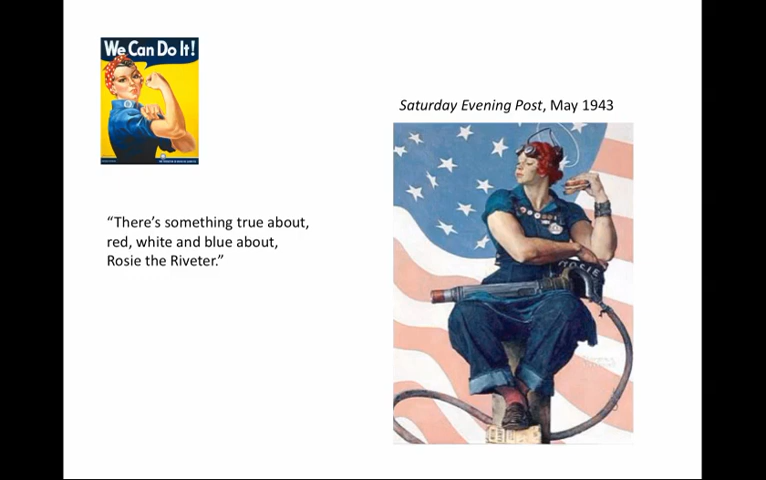 We Can Do It!
Saturday Evening Post, May 1943
“There’s something true about,
red, white and blue about,
Rosie the Riveter.”
ROSIE